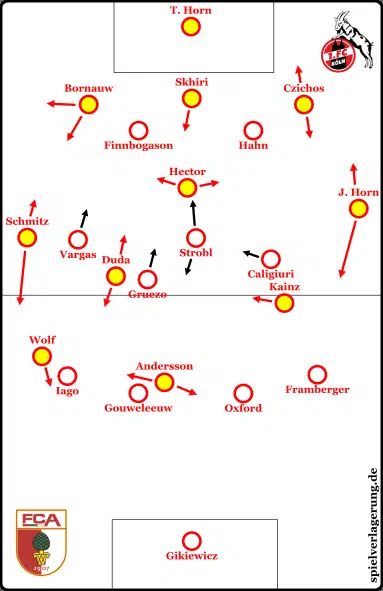 T. Horn
1.FC
KÖLN
Skhiri
Bornauw
Czichos
Finnbogason
Hahn
Hector
J. Horn
Schmitz
Vargas
Strobl
Duda
Caligiuri
Gruezo
Kainz
Wolf
Andersson
Iago
Framberger
Gouweleeuw
Oxford
spielverlagerung.de
FCA
1907
Gikiewicz